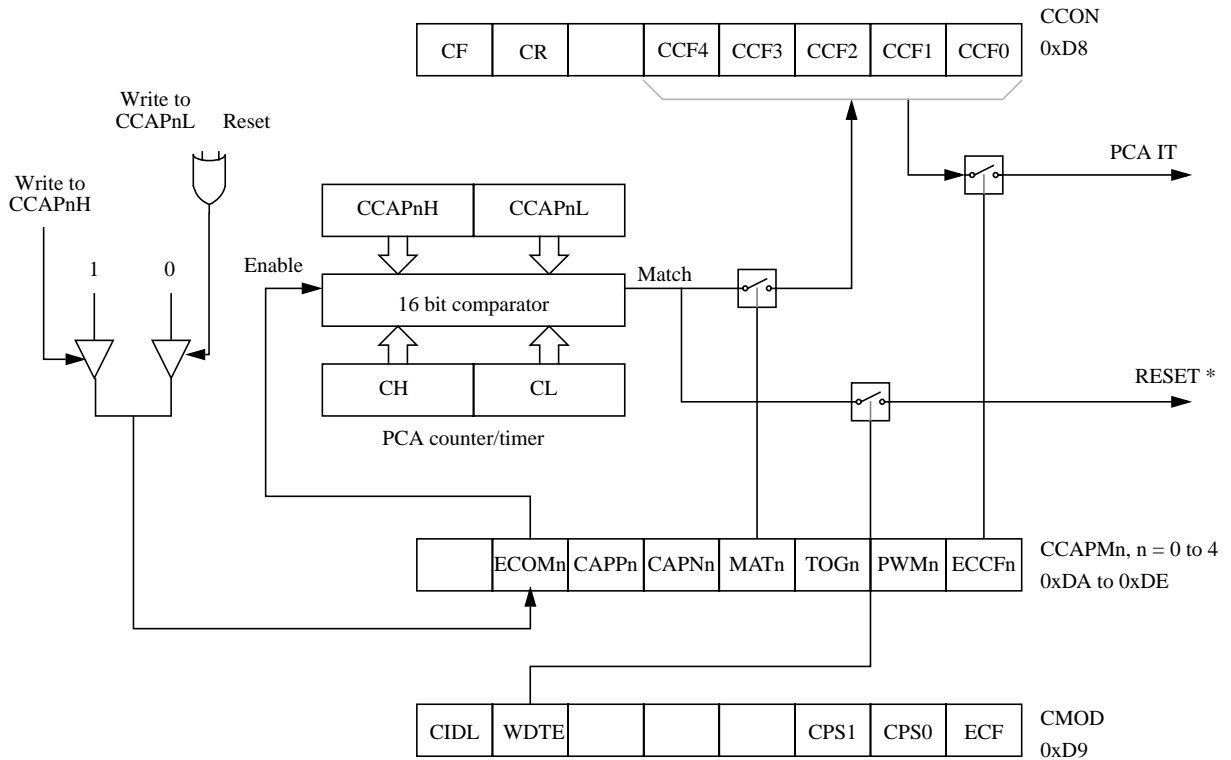 CCON
CF CR CCF4 CCF3 CCF2 CCF1 CCF0
0xD8
Write to
CCAPnL Reset
PCA IT
Write to
CCAPnH
CCAPnH CCAPnL
1 0
Enable
Match
16 bit comparator
CH CL
RESET *
PCA counter/timer
ECOMn CAPPn CAPNn MATn TOGn PWMn ECCFn
CCAPMn, n = 0 to 4
0xDA to 0xDE
CIDL WDTE CPS1 CPS0 ECF
CMOD
0xD9